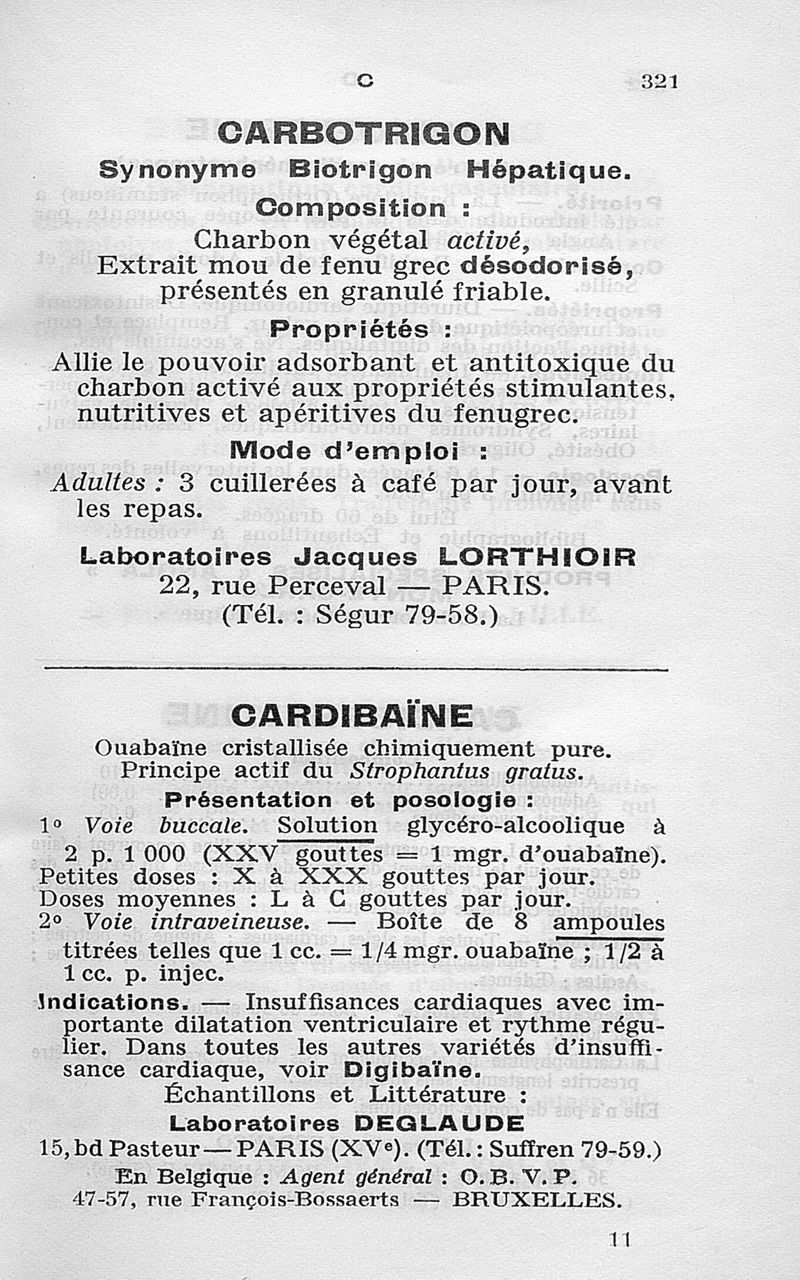 C 321
CARBOTRIGON
Synonyme Biotrigon Hépatique.
Composition :
Charbon végétal activé,
Extrait mou de fenu grec désodorisé,
présentés en granulé friable.
Propriétés :
Allie le pouvoir adsorbant et antitoxique du
charbon activé aux propriétés stimulantes,
nutritives et apéritives du fenugrec.
Mode d'emploi :
Adultes : 3 cuillerées à café par jour, avant
les repas.
Laboratoires Jacques LORTHIOIR
22, rue Perceval — PARIS.
(Tél. : Ségur 79-58.)
CARDIBAÏNE
Ouabaïne cristallisée chimiquement pure.
Principe actif du Strophantus gratus.
Présentation et posologie :
1º Voie buccale. Solution glycéro-alcoolique à
2 p. 1 000 (XXV gouttes = 1 mgr. d'ouabaïne).
Petites doses : X à XXX gouttes par jour.
Doses moyennes : L à C gouttes par jour.
2º Voie intraveineuse. — Boîte de 8 ampoules
titrées telles que 1 cc. = 1/4 mgr. ouabaïne ; 1/2 à
1 cc. p. injec.
Indications. — Insuffisances cardiaques avec im-
portante dilatation ventriculaire et rythme régu-
lier. Dans toutes les autres variétés d'insuffi-
sance cardiaque, voir Digibaïne.
Échantillons et Littérature :
Laboratoires DEGLAUDE
15, bd Pasteur — PARIS (XVe). (Tél. : Suffren 79-59.)
En Belgique : Agent général : O. B. V. P.
47-57, rue François-Bossaerts — BRUXELLES.
11